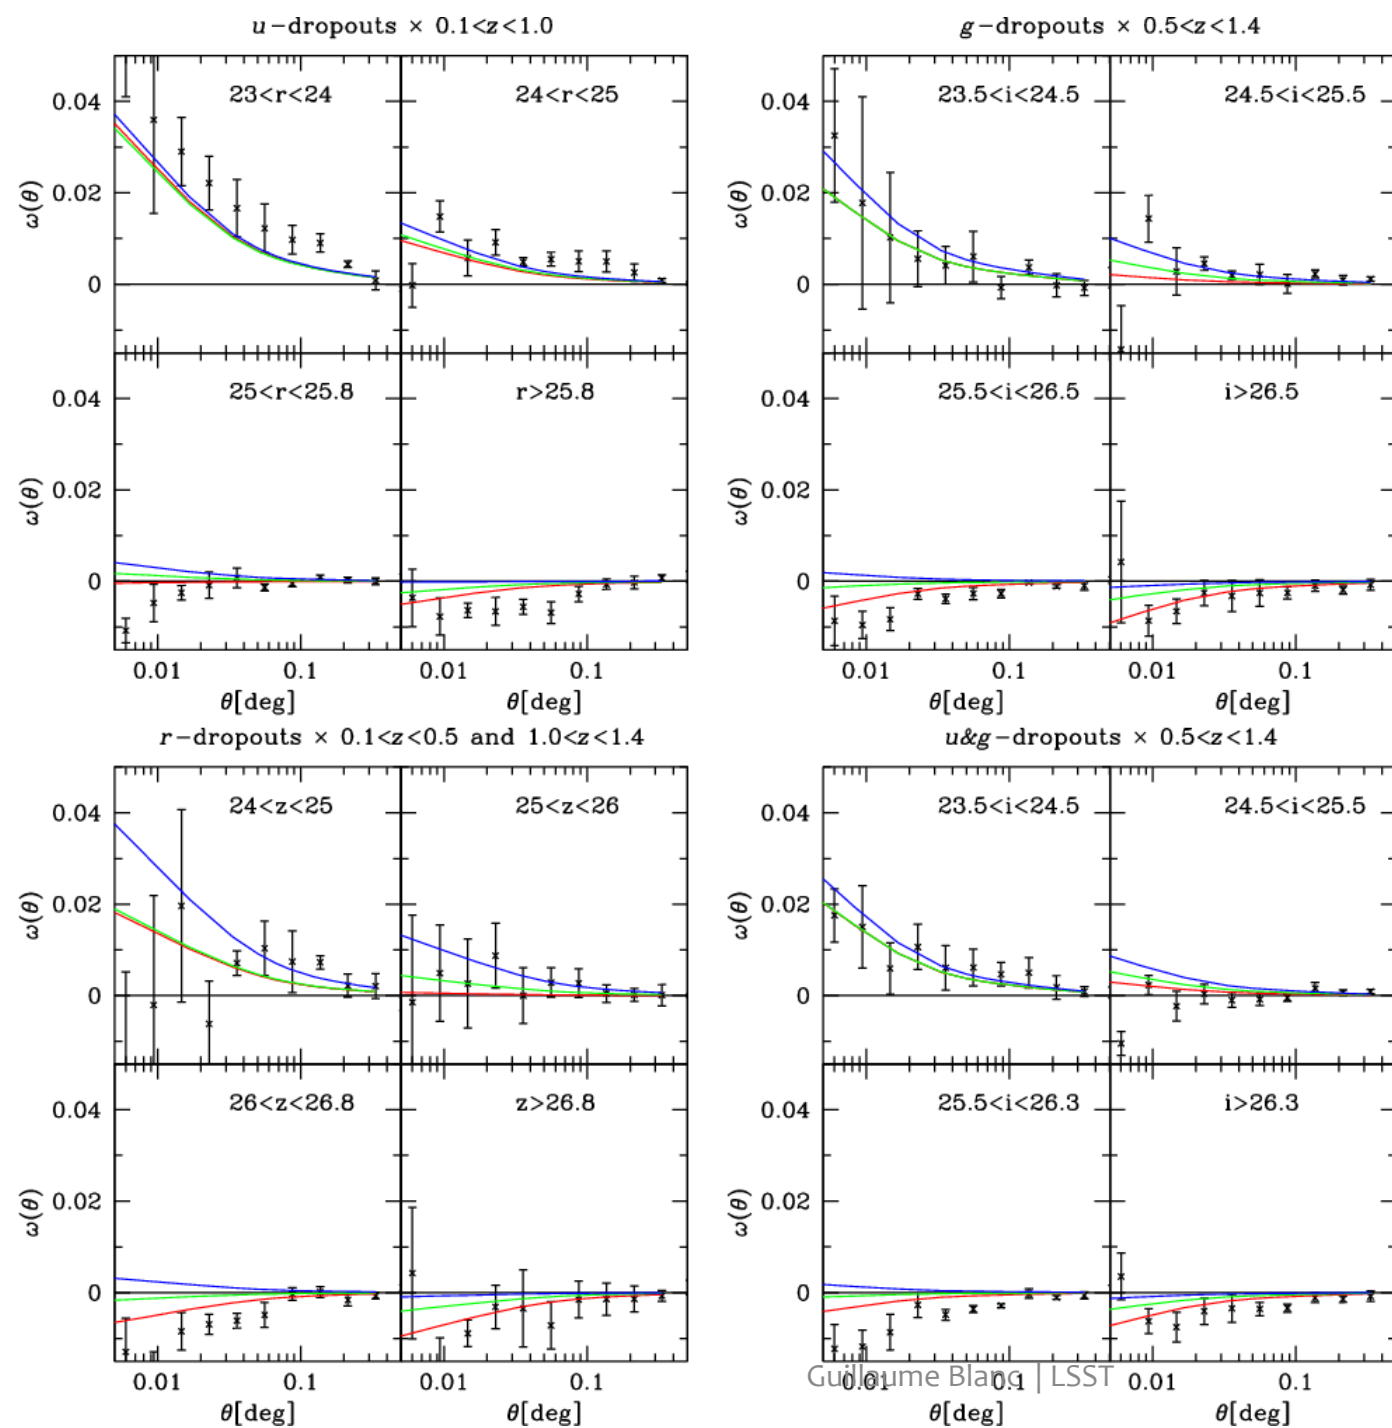 u-dropouts × 0.1<z<1.0
g-dropouts × 0.5<z<1.4
23<r<24
24<r<25
23.5<i<24.5
24.5<i<25.5
0.04
0.02
0
ω(θ)
0.04
0.02
0
ω(θ)
25<r<25.8
r>25.8
25.5<i<26.5
i>26.5
0.04
0.02
0
ω(θ)
0.04
0.02
0
ω(θ)
0.01 0.1 0.01 0.1
θ[deg] θ[deg]
0.01 0.1 0.01 0.1
θ[deg] θ[deg]
r-dropouts × 0.1<z<0.5 and 1.0<z<1.4
u&g-dropouts × 0.5<z<1.4
24<z<25
25<z<26
23.5<i<24.5
24.5<i<25.5
0.04
0.02
0
ω(θ)
0.04
0.02
0
ω(θ)
26<z<26.8
z>26.8
25.5<i<26.3
i>26.3
0.04
0.02
0
ω(θ)
0.04
0.02
0
ω(θ)
0.01 0.1 0.01 0.1
θ[deg] θ[deg]
0.01 0.1 0.01 0.1
θ[deg] θ[deg]
Guillaume Blanc | LSST